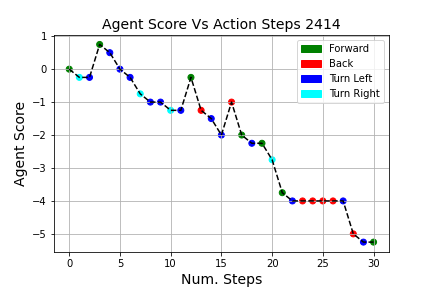 Agent Score Vs Action Steps 2414
Agent Score
1
0
−1
−2
−3
−4
−5
Forward
Back
Turn Left
Turn Right
0 5 10 15 20 25 30
Num. Steps